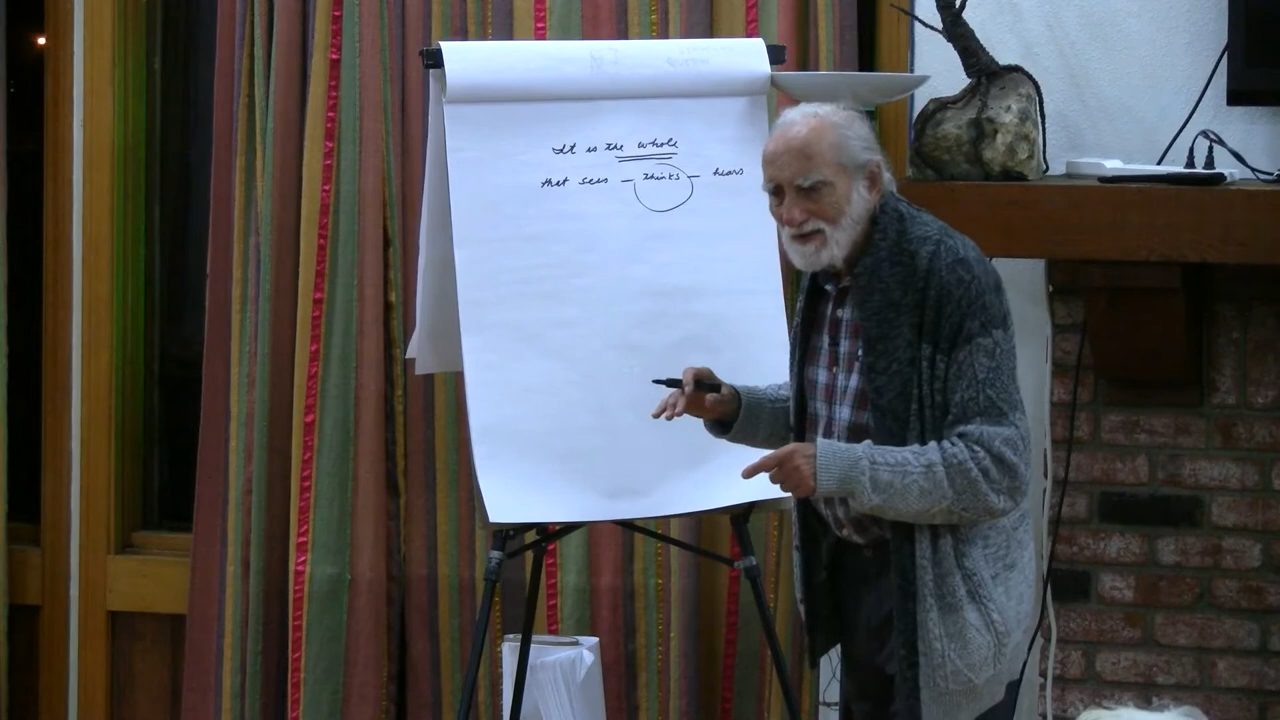 It is the whole
that sees – thinks – hears